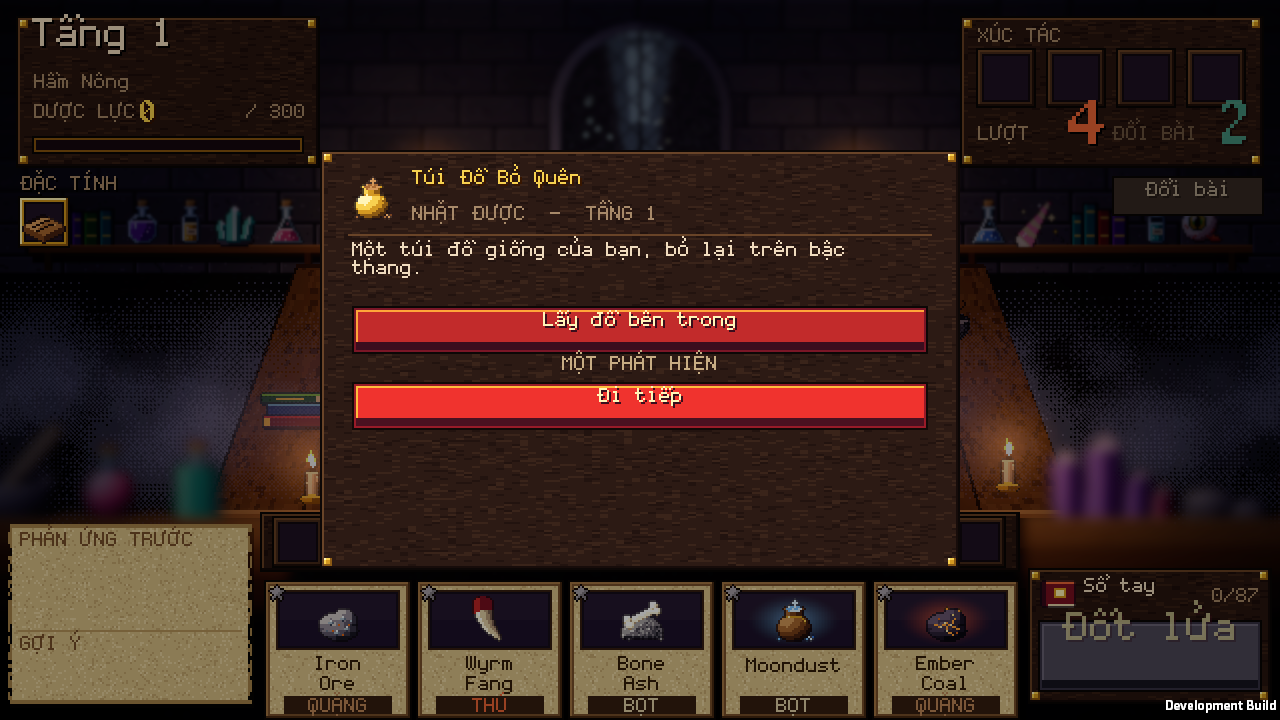 Tầng 1
Hầm Nông
DƯỢC LỰC 0 / 300
ĐẶC TÍNH
XÚC TÁC
LƯỢT 4 ĐỔI BÀI 2
Đổi bài
Túi Đồ Bỏ Quên
NHẶT ĐƯỢC – TẦNG 1
Một túi đồ giống của bạn, bỏ lại trên bậc
thang.
Lấy đồ bên trong
MỘT PHÁT HIỆN
Đi tiếp
PHẢN ỨNG TRƯỚC
GỢI Ý
Iron
Ore
QUẶNG
Wyrm
Fang
THÚ
Bone
Ash
BỘT
Moondust
BỘT
Ember
Coal
QUẶNG
Sổ tay
0/87
Đốt lửa
Development Build